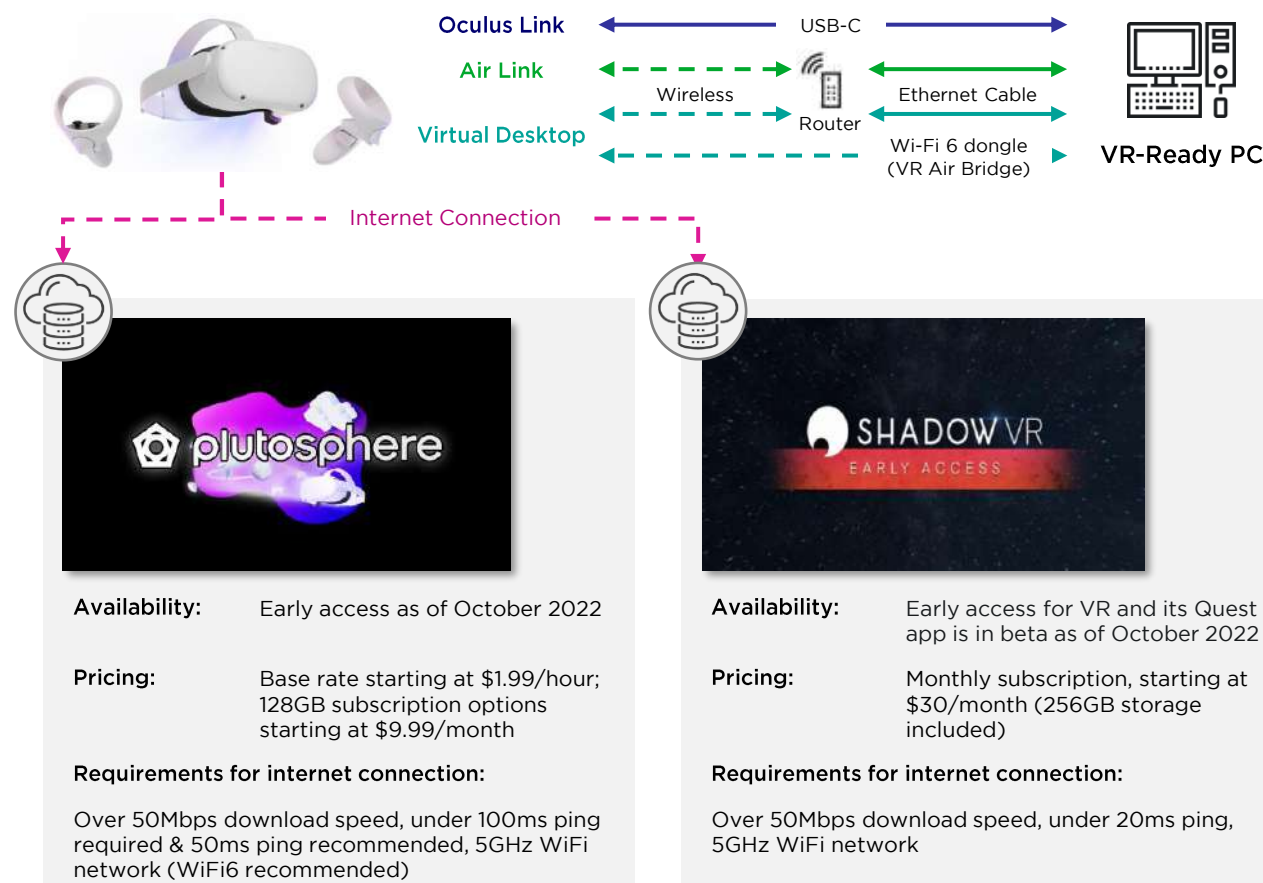 Oculus Link
USB-C
Air Link
Wireless
Ethernet Cable
Router
Virtual Desktop
Wi-Fi 6 dongle
(VR Air Bridge)
VR-Ready PC
Internet Connection
plutosphere
Availability:
Early access as of October 2022
Pricing:
Base rate starting at $1.99/hour;
128GB subscription options
starting at $9.99/month
Requirements for internet connection:
Over 50Mbps download speed, under 100ms ping
required & 50ms ping recommended, 5GHz WiFi
network (WiFi6 recommended)
SHADOW VR
EARLY ACCESS
Availability:
Early access for VR and its Quest
app is in beta as of October 2022
Pricing:
Monthly subscription, starting at
$30/month (256GB storage
included)
Requirements for internet connection:
Over 50Mbps download speed, under 20ms ping,
5GHz WiFi network